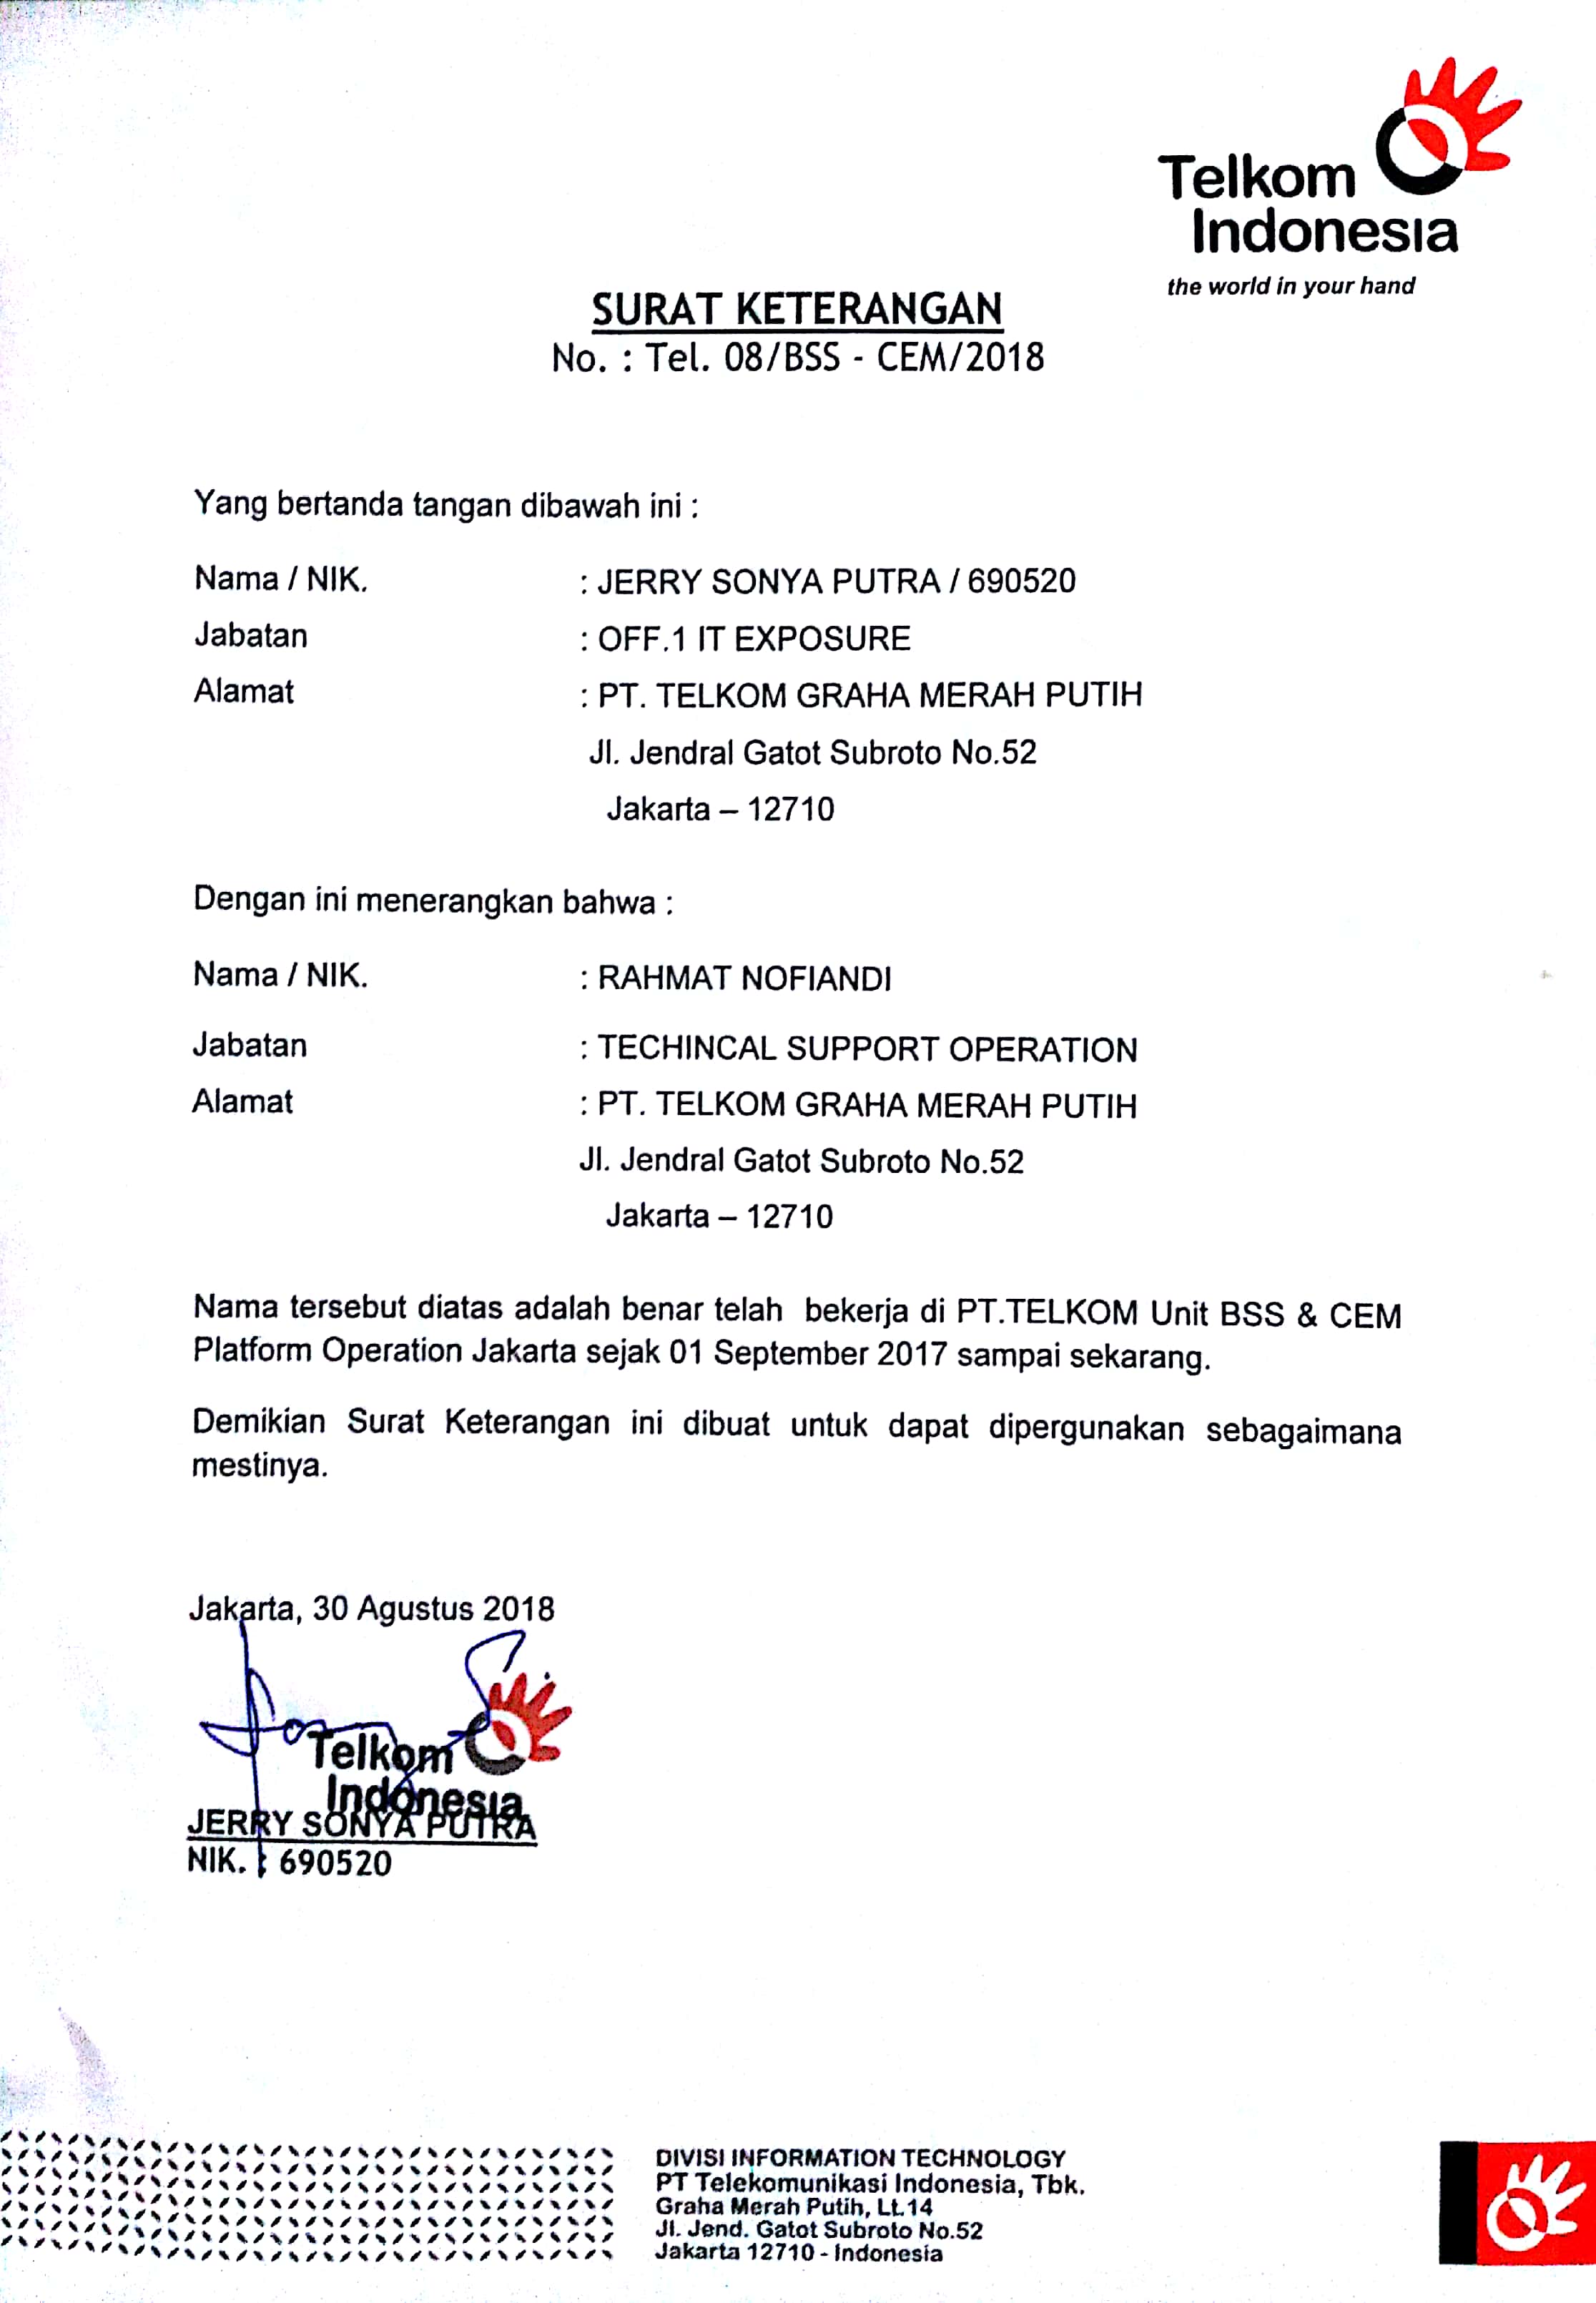 Telkom
Indonesia
the world in your hand
SURAT KETERANGAN
No. : Tel. 08/BSS - CEM/2018
Yang bertanda tangan dibawah ini :
Nama / NIK. : JERRY SONYA PUTRA / 690520
Jabatan : OFF.1 IT EXPOSURE
Alamat : PT. TELKOM GRAHA MERAH PUTIH
Jl. Jendral Gatot Subroto No.52
Jakarta – 12710
Dengan ini menerangkan bahwa :
Nama / NIK. : RAHMAT NOFIANDI
Jabatan : TECHINCAL SUPPORT OPERATION
Alamat : PT. TELKOM GRAHA MERAH PUTIH
Jl. Jendral Gatot Subroto No.52
Jakarta – 12710
Nama tersebut diatas adalah benar telah bekerja di PT.TELKOM Unit BSS & CEM
Platform Operation Jakarta sejak 01 September 2017 sampai sekarang.
Demikian Surat Keterangan ini dibuat untuk dapat dipergunakan sebagaimana
mestinya.
Jakarta, 30 Agustus 2018
Telkom
Indonesia
JERRY SONYA PUTRA
NIK. : 690520
DIVISI INFORMATION TECHNOLOGY
PT Telekomunikasi Indonesia, Tbk.
Graha Merah Putih, Lt.14
Jl. Jend. Gatot Subroto No.52
Jakarta 12710 - Indonesia